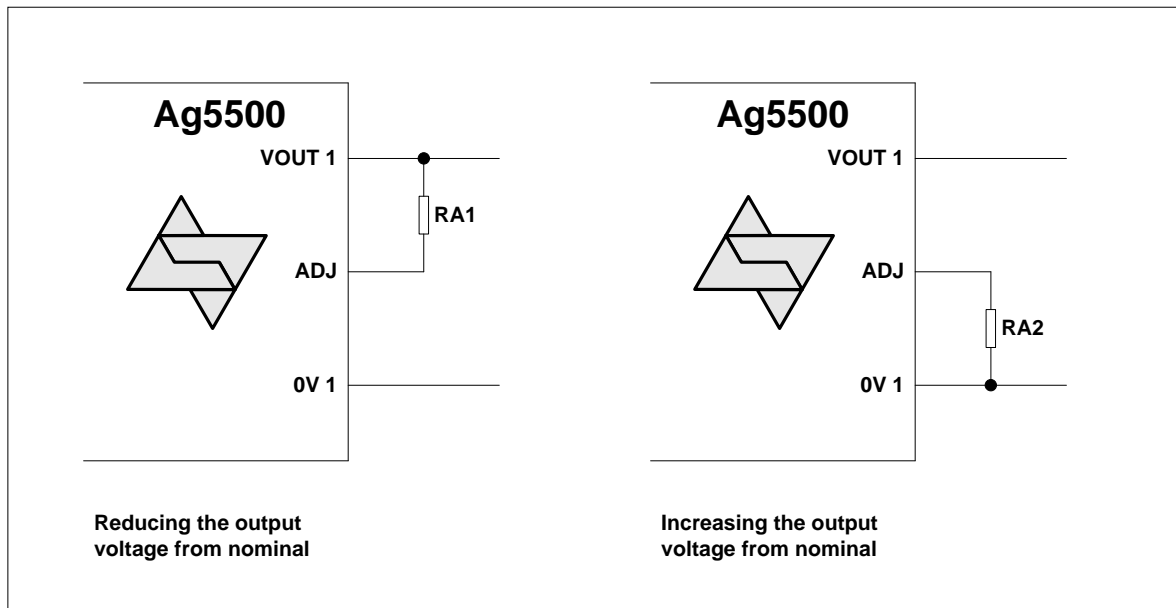 Ag5500
VOUT 1
RA1
ADJ
0V 1
Reducing the output
voltage from nominal
Ag5500
VOUT 1
ADJ
RA2
0V 1
Increasing the output
voltage from nominal